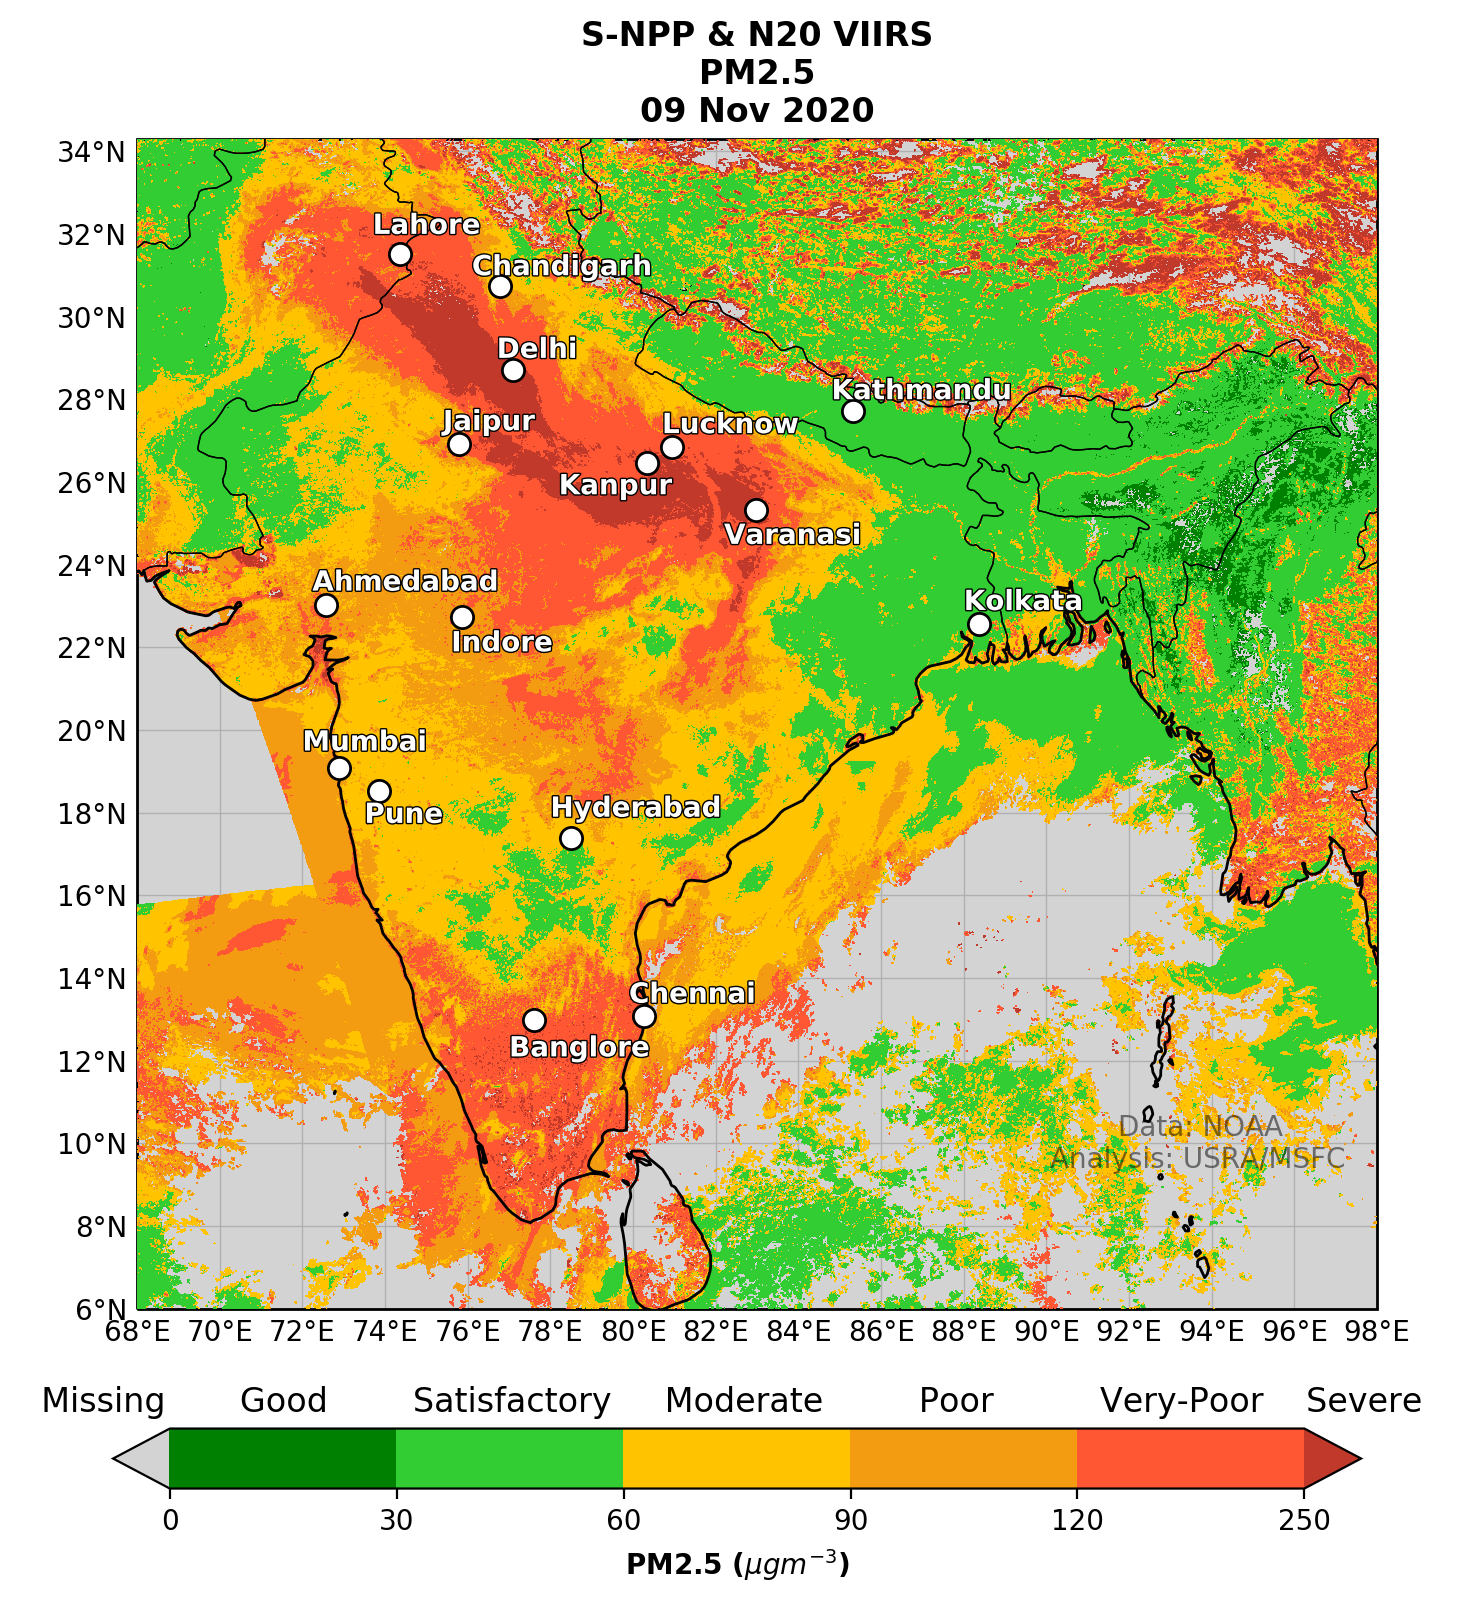 S-NPP & N20 VIIRS
PM2.5
09 Nov 2020
34°N
32°N
30°N
28°N
26°N
24°N
22°N
20°N
18°N
16°N
14°N
12°N
10°N
8°N
6°N
Lahore
Chandigarh
Delhi
Kathmandu
Jaipur
Lucknow
Kanpur
Varanasi
Ahmedabad
Kolkata
Indore
Mumbai
Pune
Hyderabad
Chennai
Banglore
Data: NOAA
Analysis: USRA/MSFC
68°E 70°E 72°E 74°E 76°E 78°E 80°E 82°E 84°E 86°E 88°E 90°E 92°E 94°E 96°E 98°E
Missing Good Satisfactory Moderate Poor Very-Poor Severe
0 30 60 90 120 250
PM2.5 (µgm⁻³)